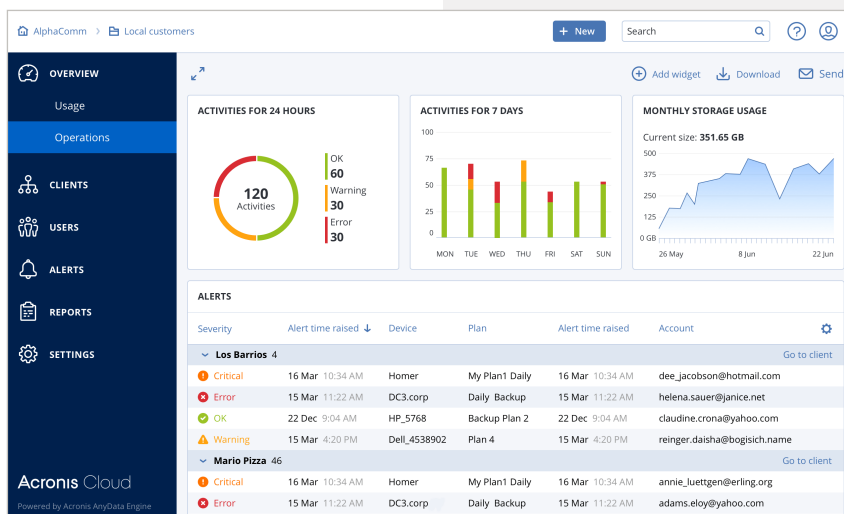 AlphaComm > Local customers
+ New
Search
? 
OVERVIEW
Usage
Operations
CLIENTS
USERS
ALERTS
REPORTS
SETTINGS
Acronis Cloud
Powered by Acronis AnyData Engine
Add widget
Download
Send
ACTIVITIES FOR 24 HOURS
120
Activities
OK
60
Warning
30
Error
30
ACTIVITIES FOR 7 DAYS
100
75
50
25
0
MON TUE WED THU FRI SAT SUN
MONTHLY STORAGE USAGE
Current size: 351.65 GB
500
375
250
125
0 GB
26 May 8 Jun 22 Jun
ALERTS
Severity Alert time raised ↓ Device Plan Alert time raised Account
Los Barrios 4 Go to client
Critical 16 Mar 10:34 AM Homer My Plan1 Daily 16 Mar 10:34 AM dee_jacobson@hotmail.com
Error 15 Mar 11:22 AM DC3.corp Daily Backup 15 Mar 11:22 AM helena.sauer@janice.net
OK 22 Dec 9:04 AM HP_5768 Backup Plan 2 22 Dec 9:04 AM claudine.crona@yahoo.com
Warning 15 Mar 4:20 PM Dell_4538902 Plan 4 15 Mar 4:20 PM reinger.daisha@bogisich.name
Mario Pizza 46 Go to client
Critical 16 Mar 10:34 AM Homer My Plan1 Daily 16 Mar 10:34 AM annie_luettgen@erling.org
Error 15 Mar 11:22 AM DC3.corp Daily Backup 15 Mar 11:22 AM adams.eloy@yahoo.com